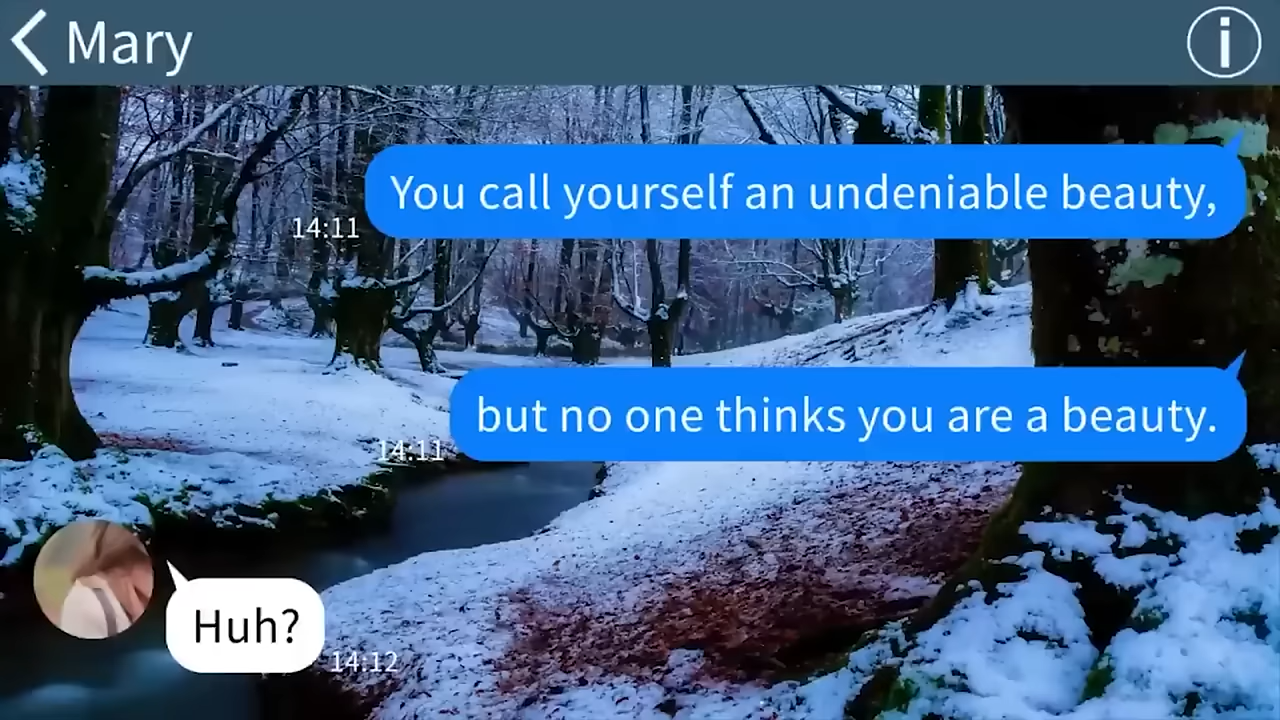 Mary
You call yourself an undeniable beauty,
14:11
but no one thinks you are a beauty.
14:11
Huh?
14:12